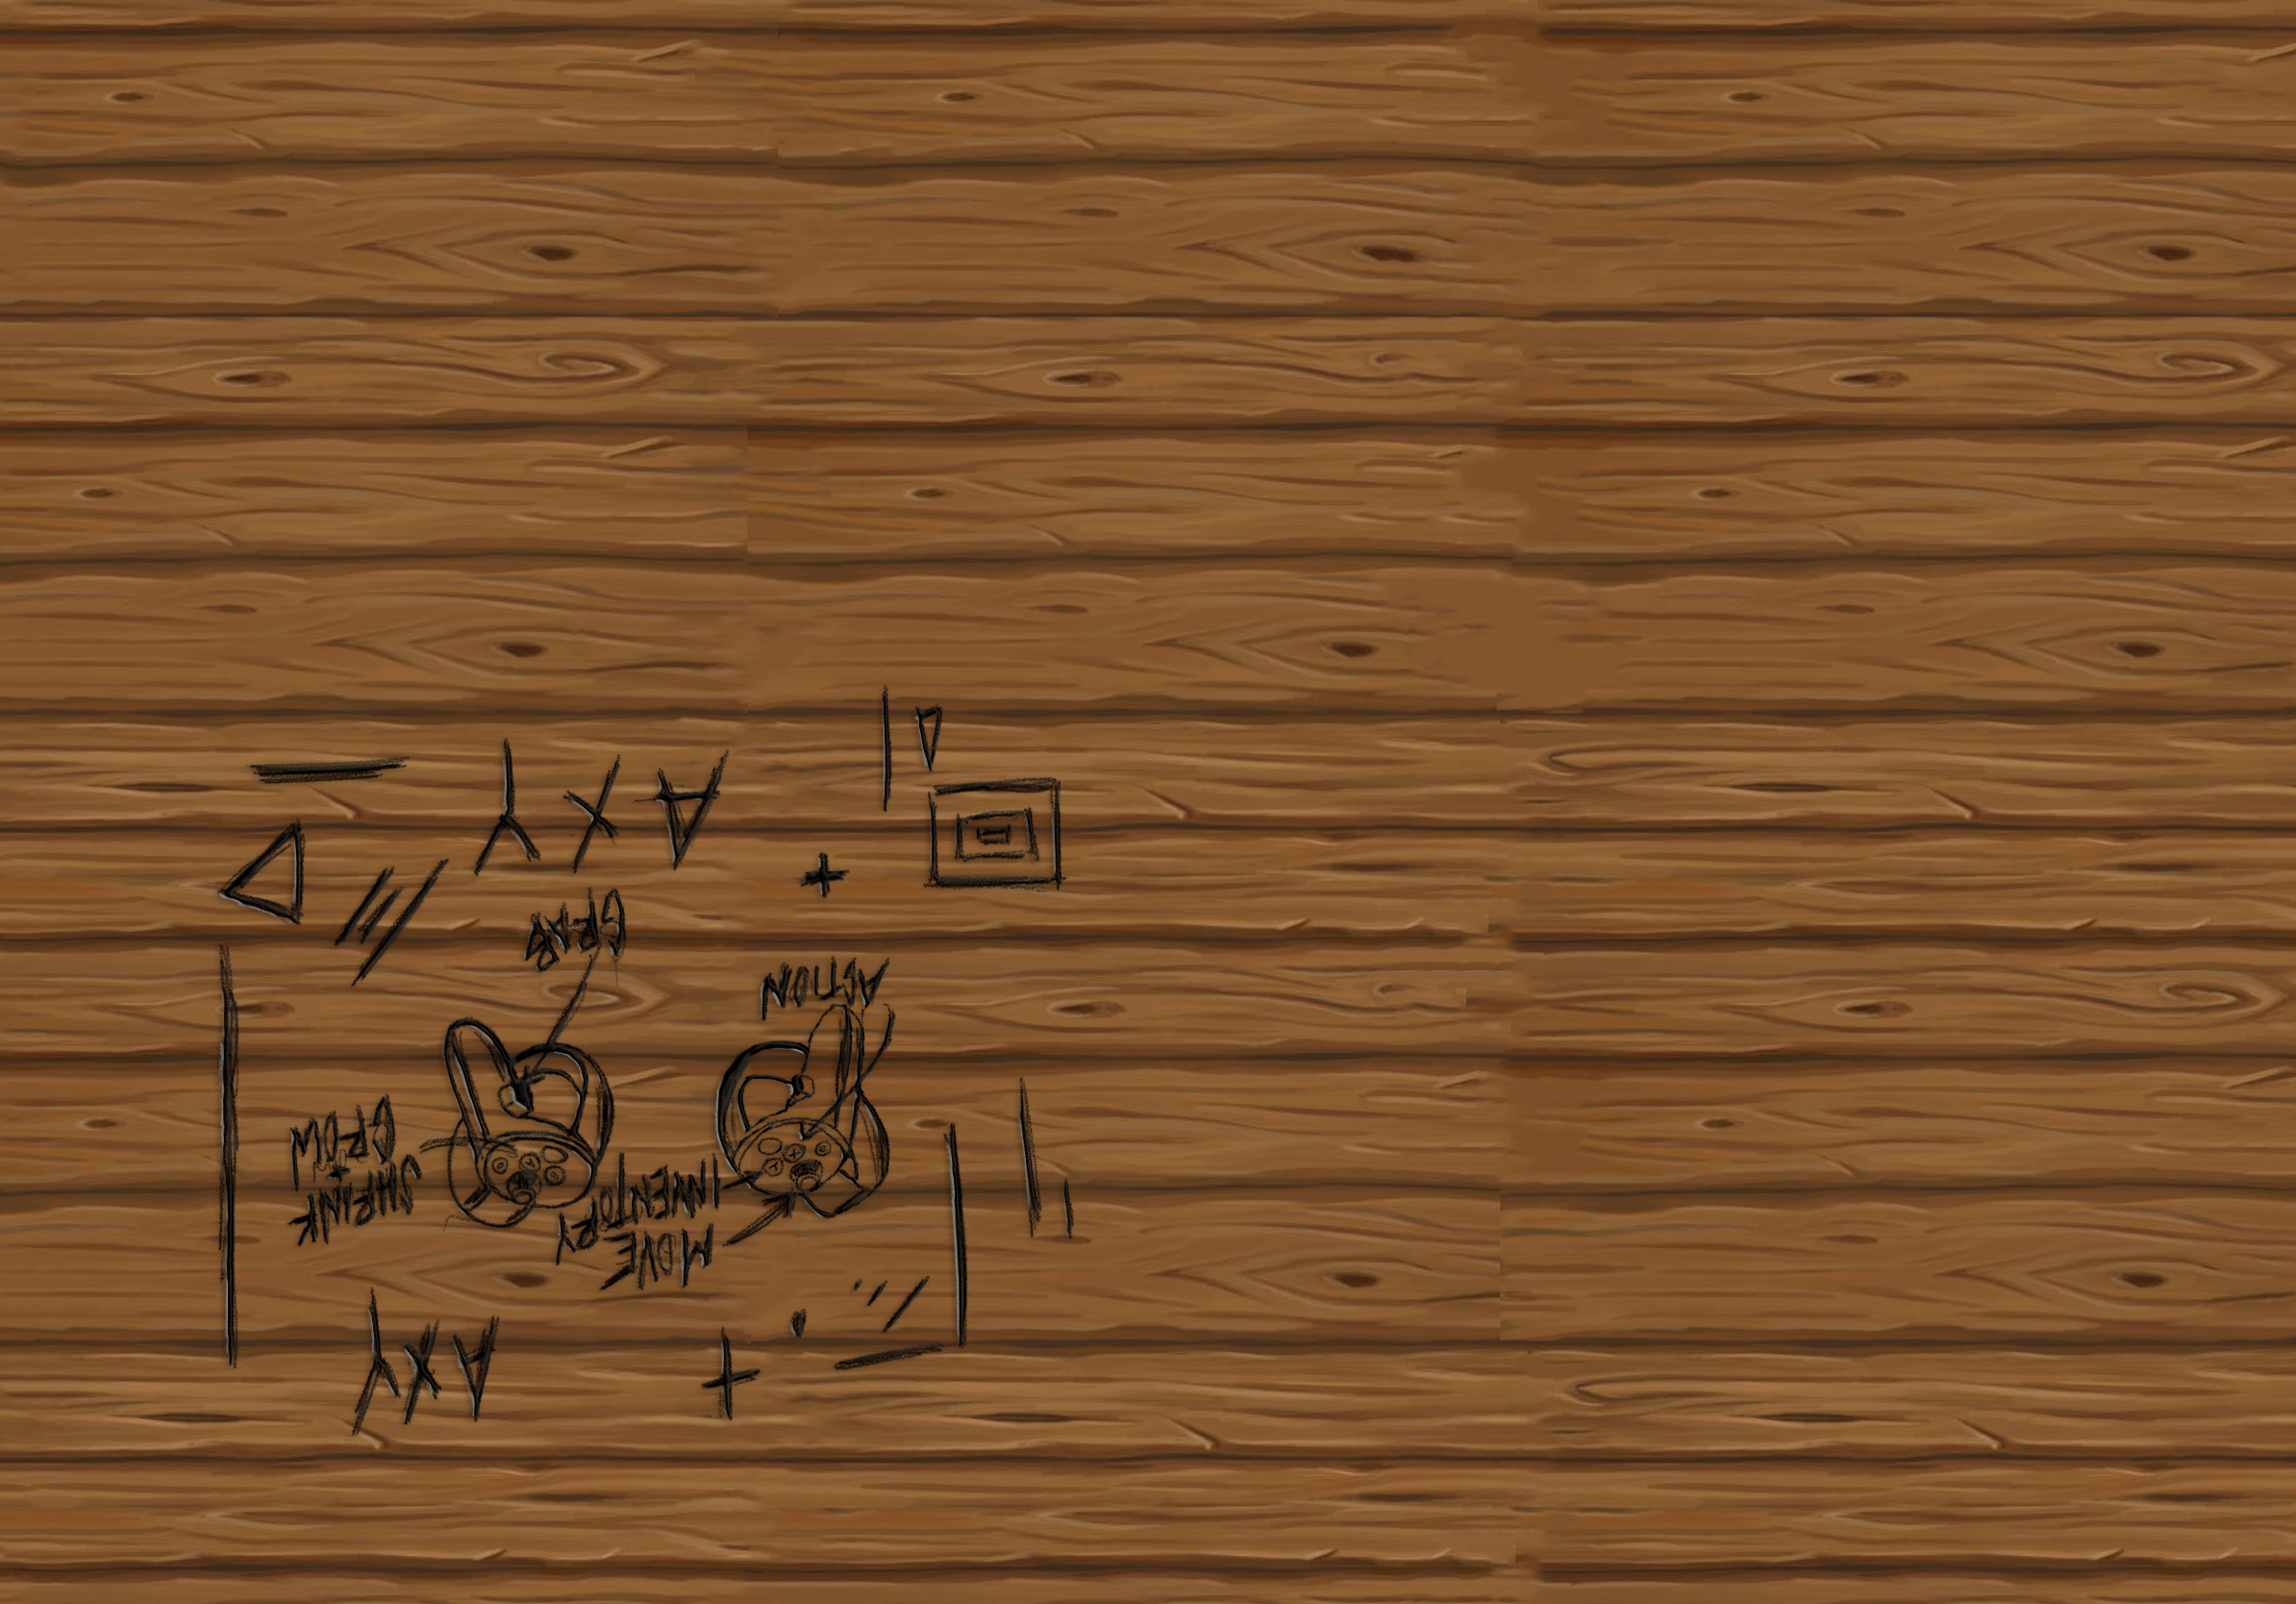 A X Y
MOVE
INVENTORY
SHRINK
+
GROW
ACTION
GRAB
A X Y